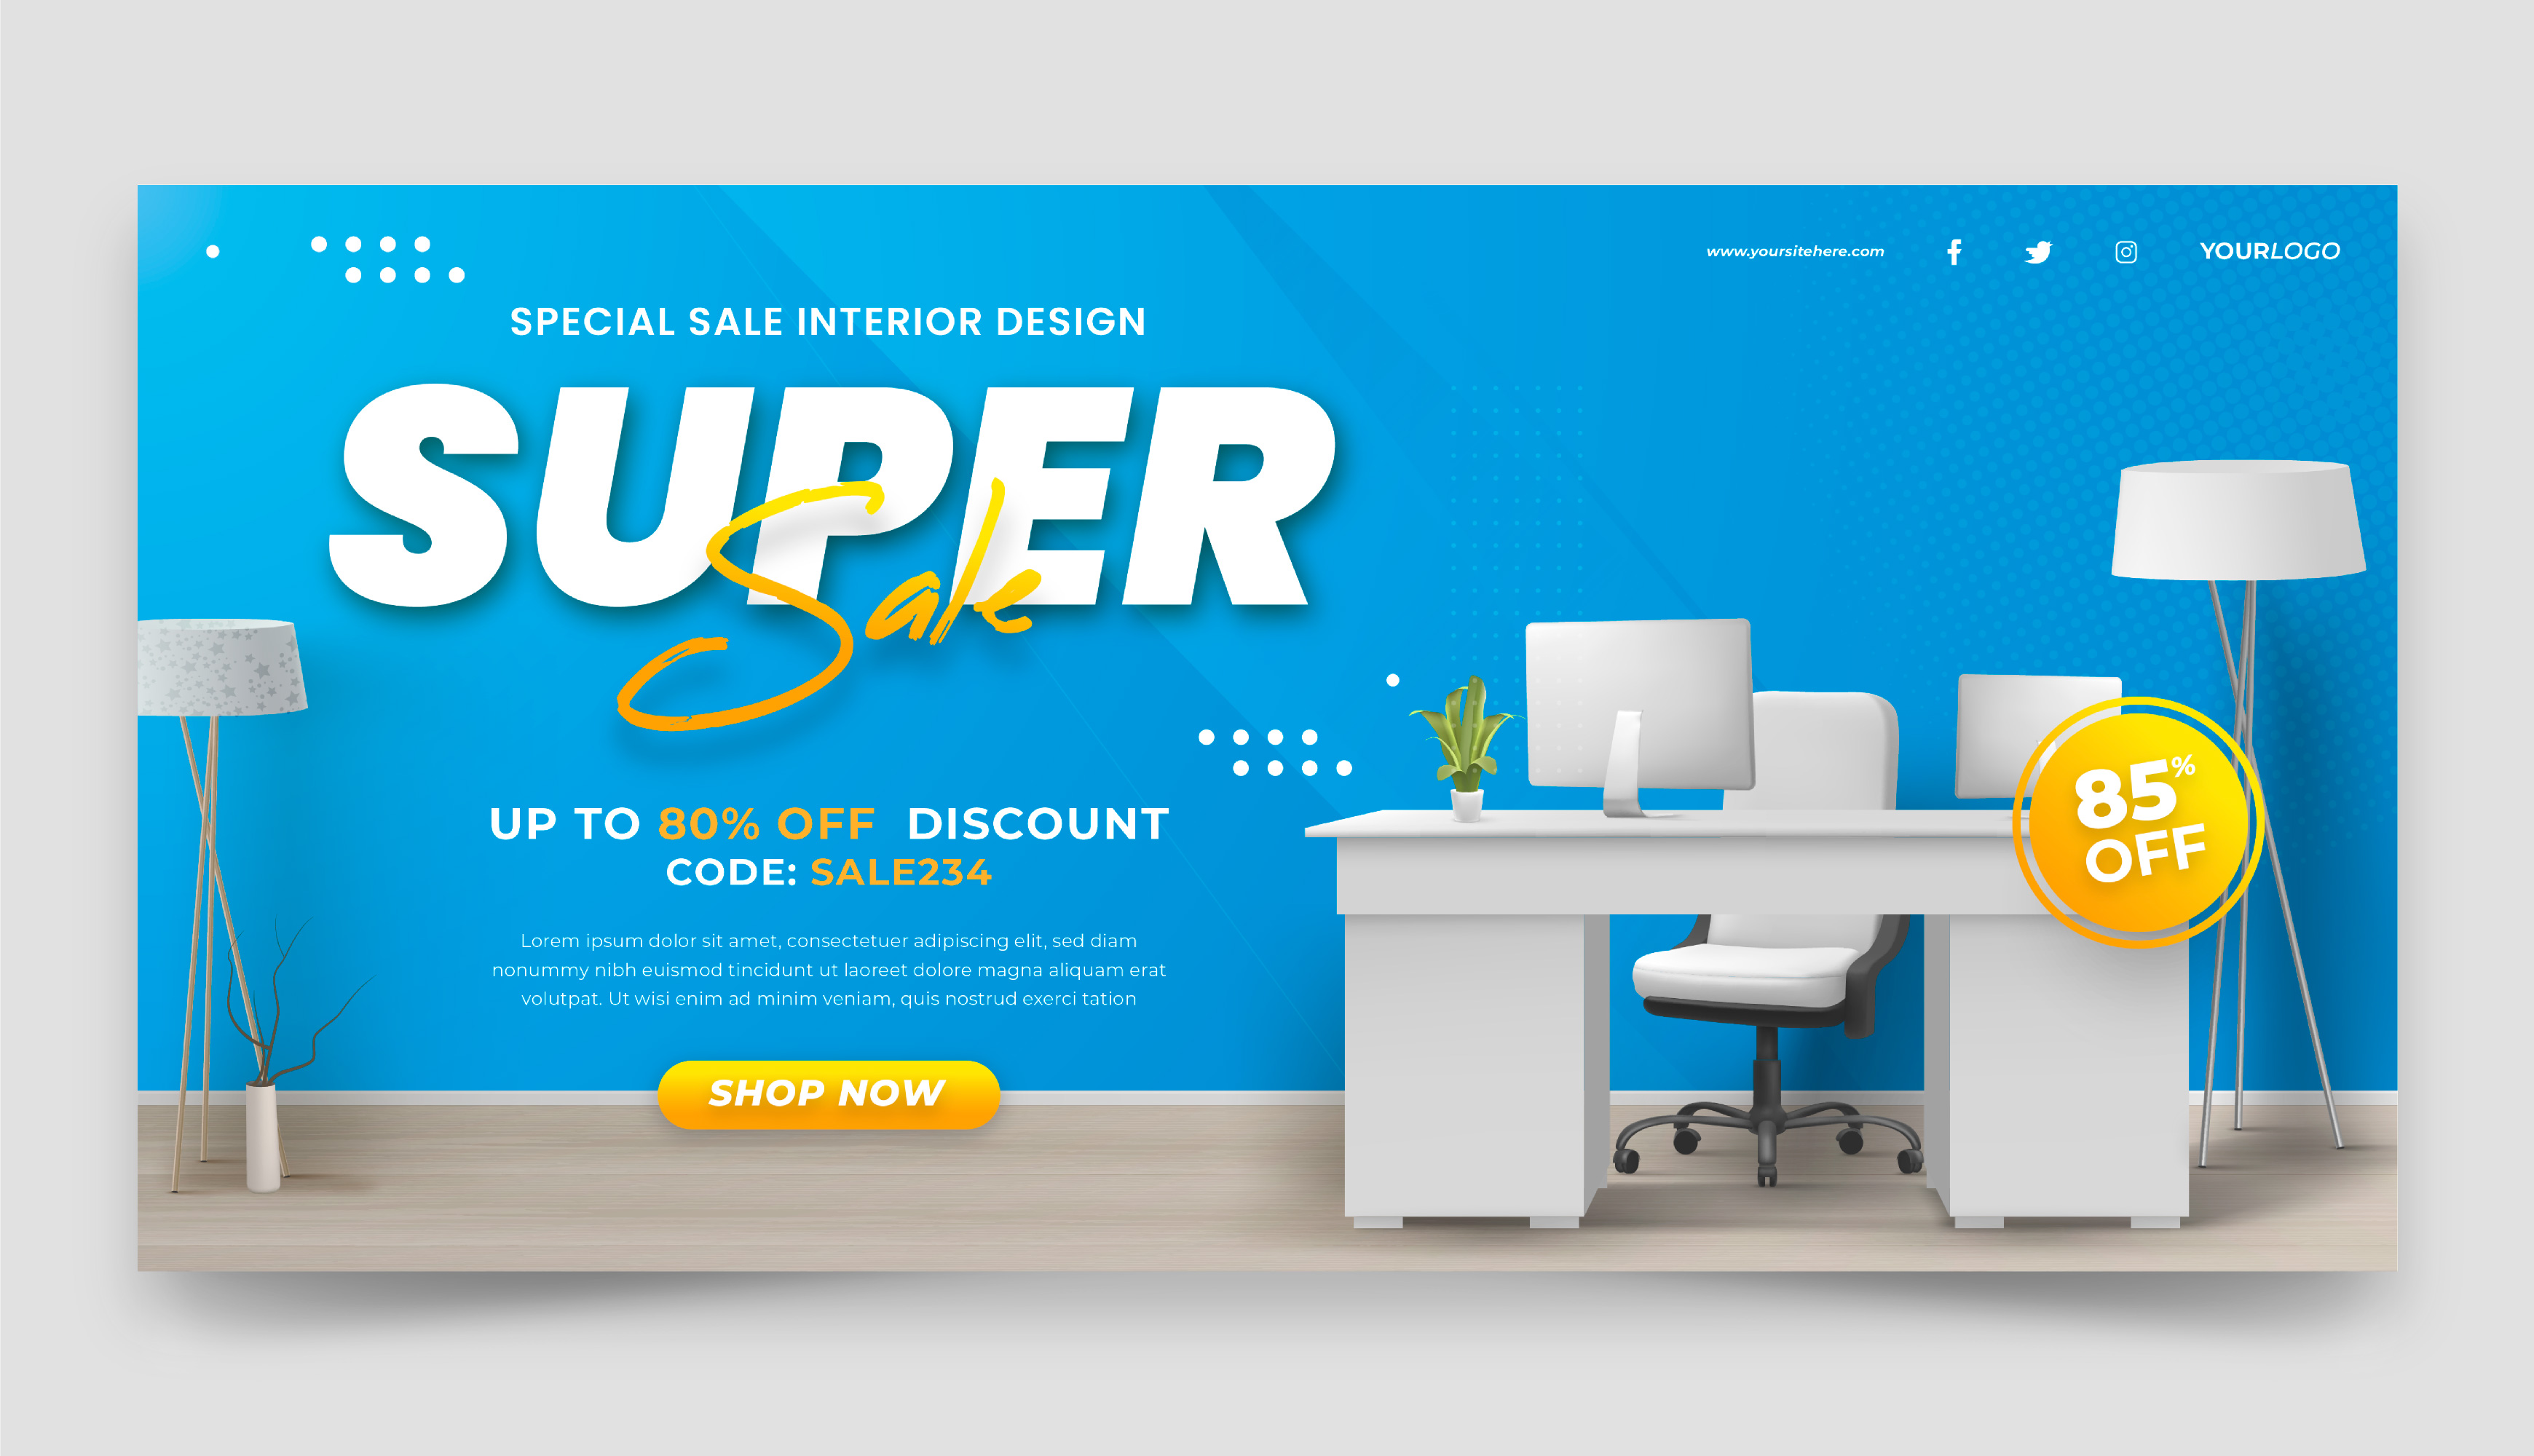 www.yoursitehere.com
YOURLOGO
SPECIAL SALE INTERIOR DESIGN
SUPER
Sale
UP TO 80% OFF DISCOUNT
CODE: SALE234
Lorem ipsum dolor sit amet, consectetuer adipiscing elit, sed diam
nonummy nibh euismod tincidunt ut laoreet dolore magna aliquam erat
volutpat. Ut wisi enim ad minim veniam, quis nostrud exerci tation
SHOP NOW
85%
OFF